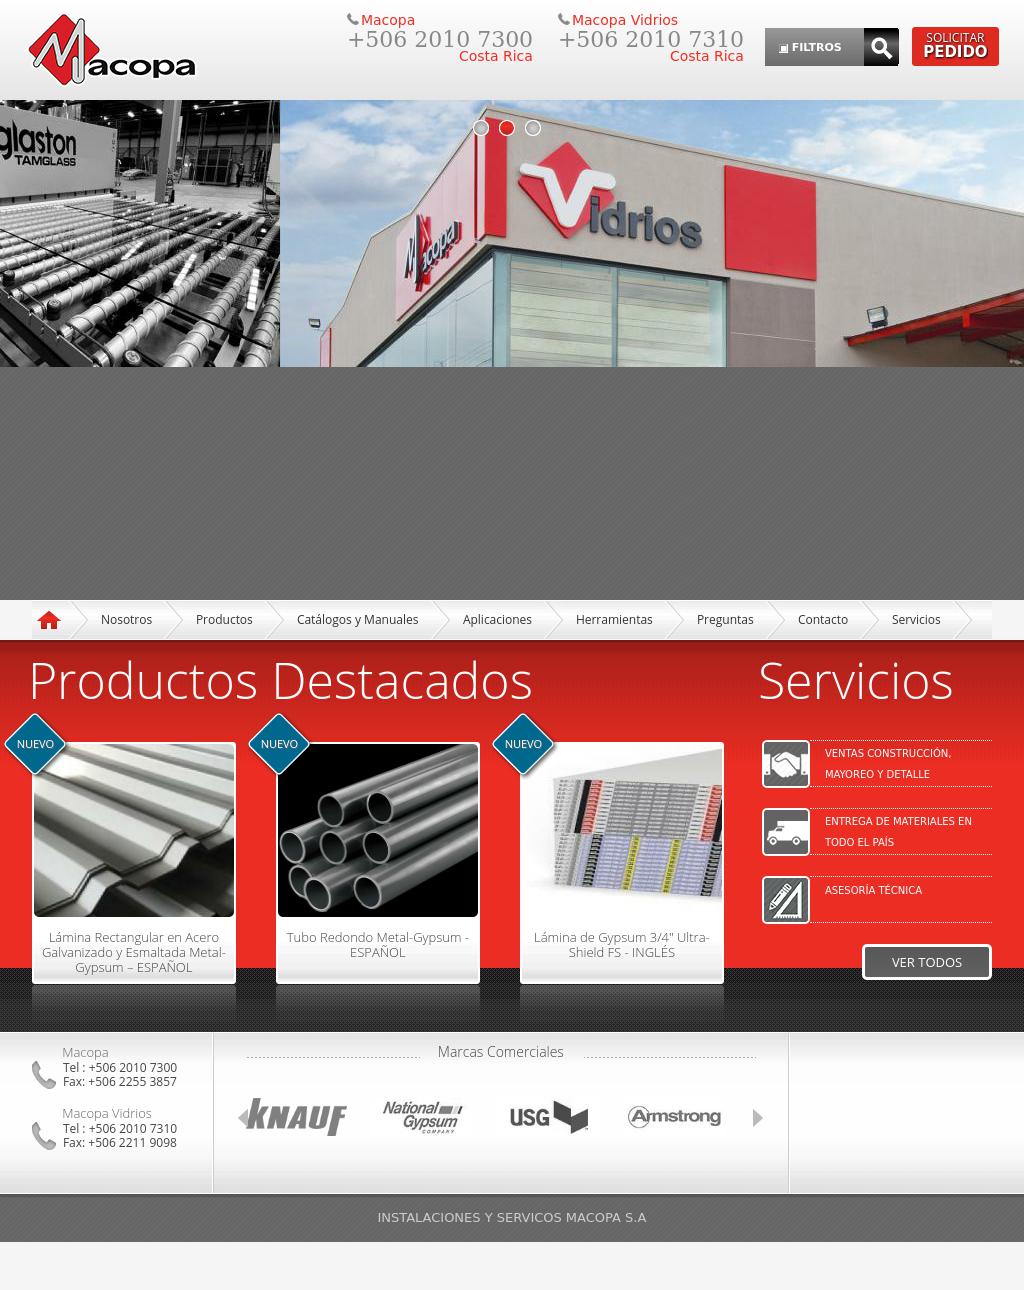 Macopa
Macopa
+506 2010 7300
Costa Rica
Macopa Vidrios
+506 2010 7310
Costa Rica
FILTROS
SOLICITAR
PEDIDO
glaston
TAMGLASS
Macopa
Vidrios
Nosotros
Productos
Catálogos y Manuales
Aplicaciones
Herramientas
Preguntas
Contacto
Servicios
Productos Destacados
Servicios
NUEVO
NUEVO
NUEVO
Lámina Rectangular en Acero
Galvanizado y Esmaltada Metal-
Gypsum – ESPAÑOL
Tubo Redondo Metal-Gypsum -
ESPAÑOL
Lámina de Gypsum 3/4" Ultra-
Shield FS - INGLÉS
VENTAS CONSTRUCCIÓN,
MAYOREO Y DETALLE
ENTREGA DE MATERIALES EN
TODO EL PAÍS
ASESORÍA TÉCNICA
VER TODOS
Macopa
Tel : +506 2010 7300
Fax: +506 2255 3857
Macopa Vidrios
Tel : +506 2010 7310
Fax: +506 2211 9098
Marcas Comerciales
KNAUF
National
Gypsum
COMPANY
USG
Armstrong
INSTALACIONES Y SERVICOS MACOPA S.A